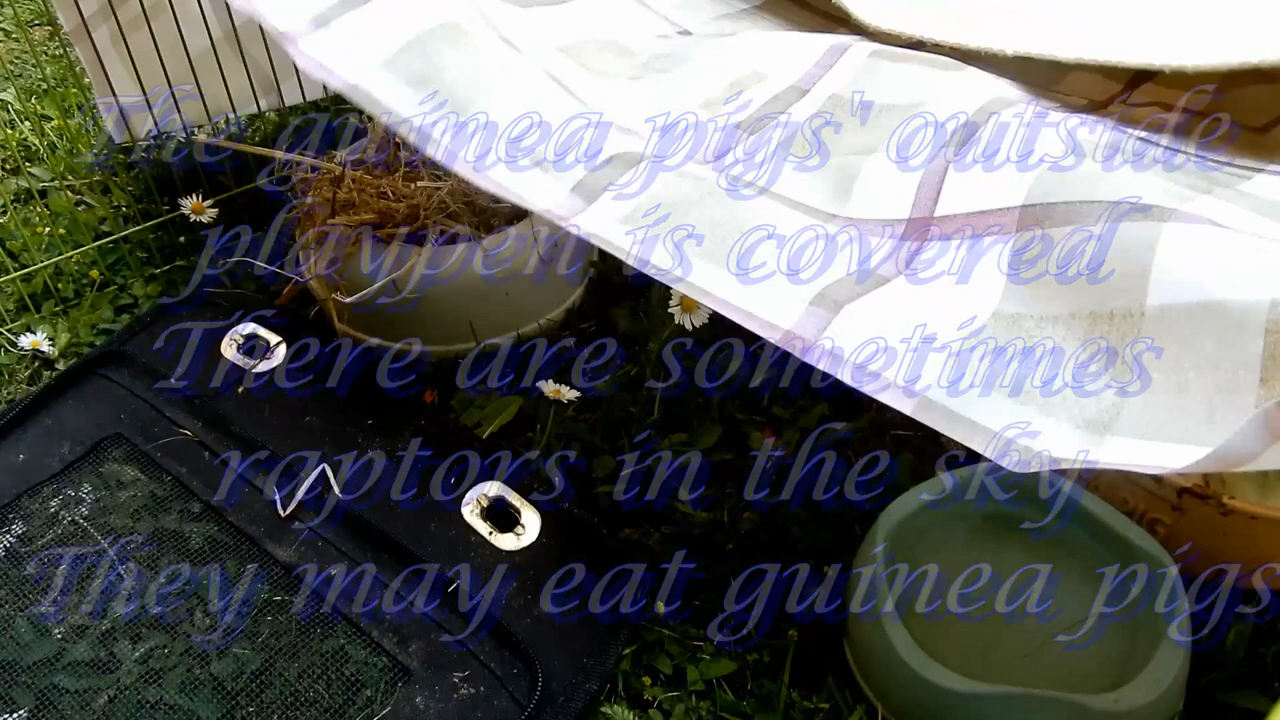 The guinea pigs' outside
playpen is covered
There are sometimes
raptors in the sky
They may eat guinea pigs